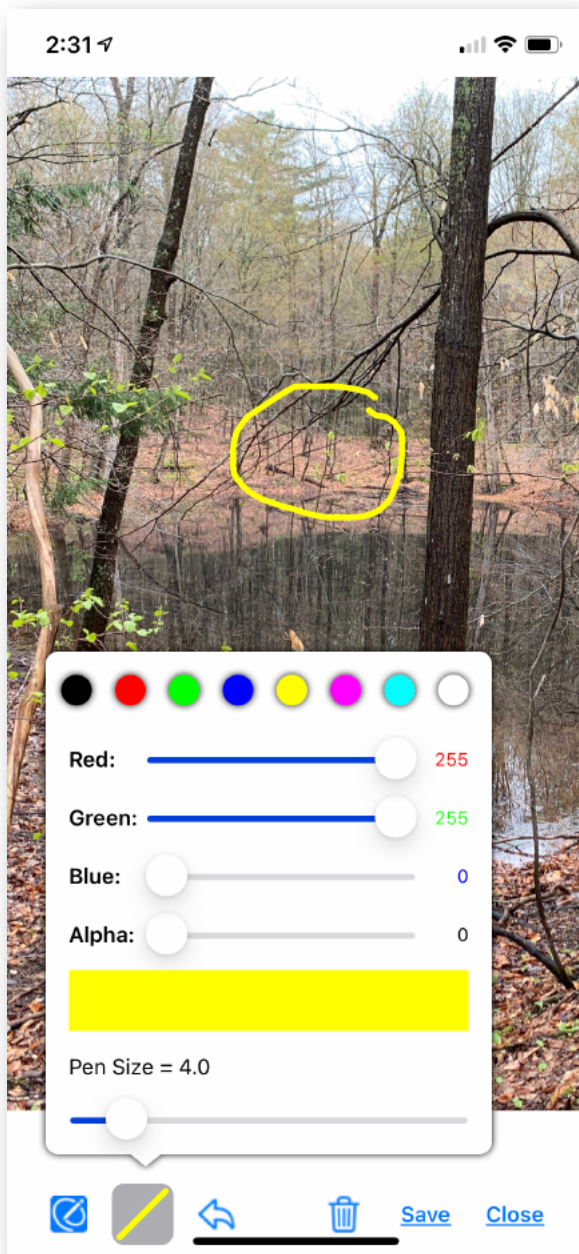 2:31
Red: 255
Green: 255
Blue: 0
Alpha: 0
Pen Size = 4.0
Save Close